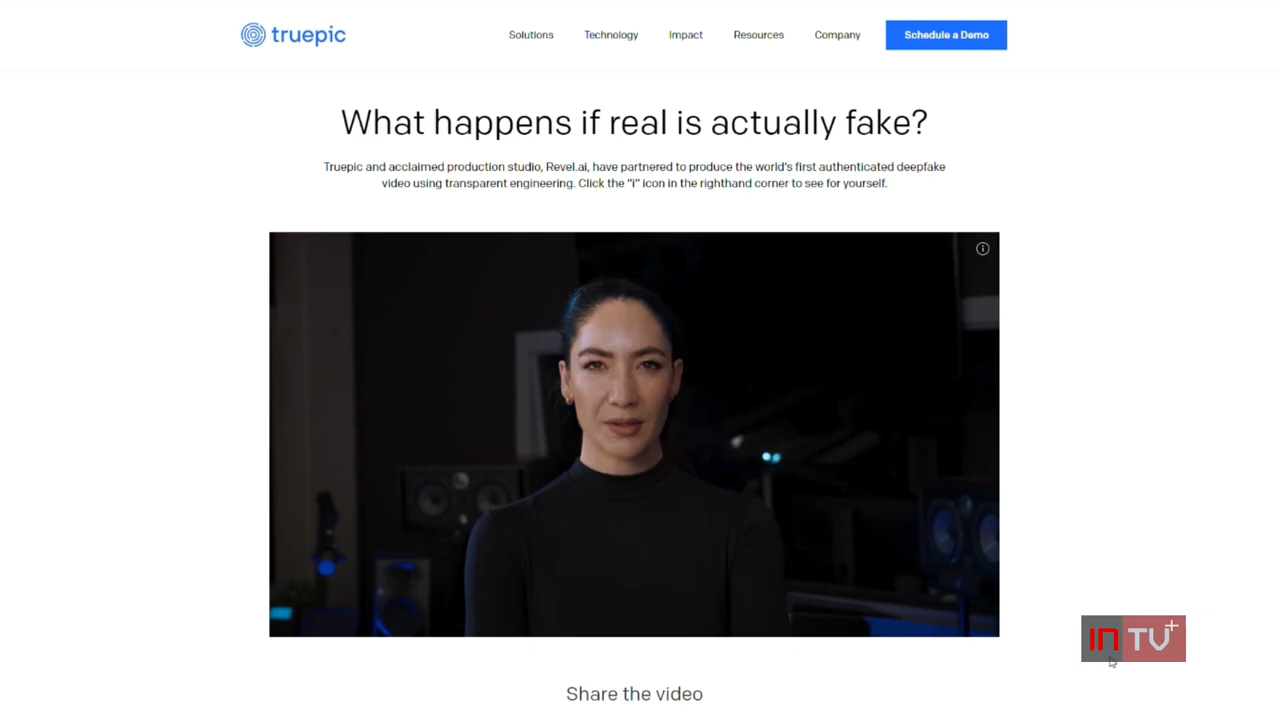 truepic
Solutions
Technology
Impact
Resources
Company
Schedule a Demo
What happens if real is actually fake?
Truepic and acclaimed production studio, Revel.ai, have partnered to produce the world's first authenticated deepfake
video using transparent engineering. Click the "i" icon in the righthand corner to see for yourself.
i
IN TV+
Share the video